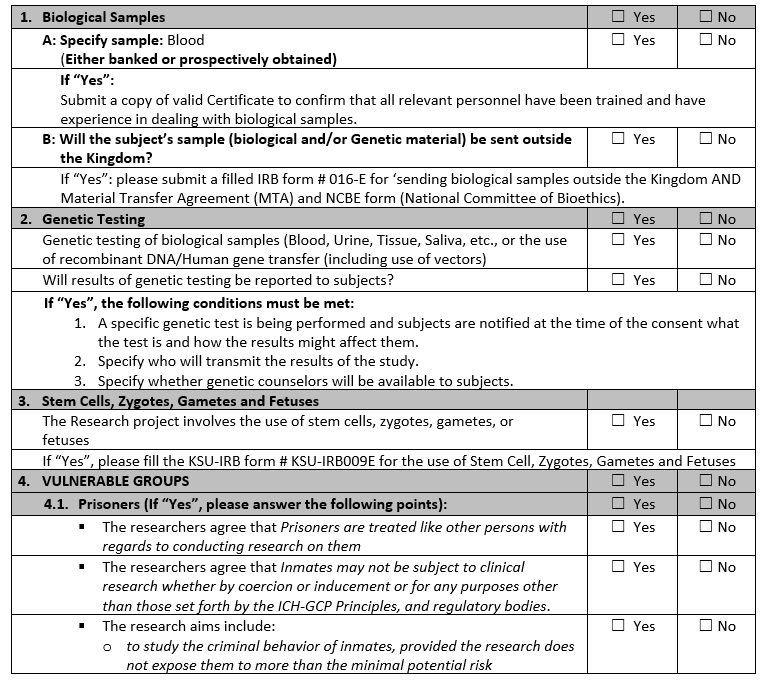 1. Biological Samples ☐ Yes ☐ No
A: Specify sample: Blood ☐ Yes ☐ No
(Either banked or prospectively obtained)
If “Yes”:
Submit a copy of valid Certificate to confirm that all relevant personnel have been trained and have
experience in dealing with biological samples.
B: Will the subject’s sample (biological and/or Genetic material) be sent outside ☐ Yes ☐ No
the Kingdom?
If “Yes”: please submit a filled IRB form # 016-E for ‘sending biological samples outside the Kingdom AND
Material Transfer Agreement (MTA) and NCBE form (National Committee of Bioethics).
2. Genetic Testing ☐ Yes ☐ No
Genetic testing of biological samples (Blood, Urine, Tissue, Saliva, etc., or the use ☐ Yes ☐ No
of recombinant DNA/Human gene transfer (including use of vectors)
Will results of genetic testing be reported to subjects? ☐ Yes ☐ No
If “Yes”, the following conditions must be met:
1. A specific genetic test is being performed and subjects are notified at the time of the consent what
the test is and how the results might affect them.
2. Specify who will transmit the results of the study.
3. Specify whether genetic counselors will be available to subjects.
3. Stem Cells, Zygotes, Gametes and Fetuses
The Research project involves the use of stem cells, zygotes, gametes, or ☐ Yes ☐ No
fetuses
If “Yes”, please fill the KSU-IRB form # KSU-IRB009E for the use of Stem Cell, Zygotes, Gametes and Fetuses
4. VULNERABLE GROUPS ☐ Yes ☐ No
4.1. Prisoners (If “Yes”, please answer the following points): ☐ Yes ☐ No
▪ The researchers agree that Prisoners are treated like other persons with ☐ Yes ☐ No
regards to conducting research on them
▪ The researchers agree that Inmates may not be subject to clinical ☐ Yes ☐ No
research whether by coercion or inducement or for any purposes other
than those set forth by the ICH-GCP Principles, and regulatory bodies.
▪ The research aims include: ☐ Yes ☐ No
o to study the criminal behavior of inmates, provided the research does
not expose them to more than the minimal potential risk